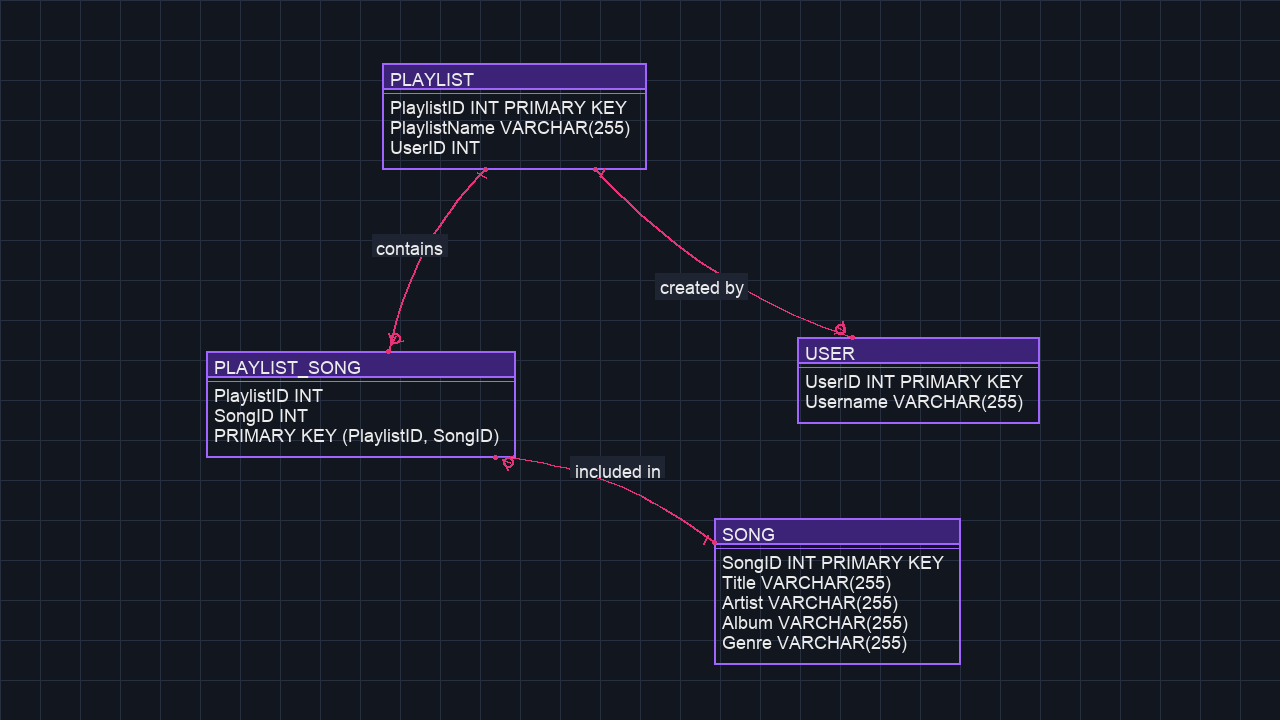 PLAYLIST
PlaylistID INT PRIMARY KEY
PlaylistName VARCHAR(255)
UserID INT
contains
created by
PLAYLIST_SONG
PlaylistID INT
SongID INT
PRIMARY KEY (PlaylistID, SongID)
USER
UserID INT PRIMARY KEY
Username VARCHAR(255)
included in
SONG
SongID INT PRIMARY KEY
Title VARCHAR(255)
Artist VARCHAR(255)
Album VARCHAR(255)
Genre VARCHAR(255)